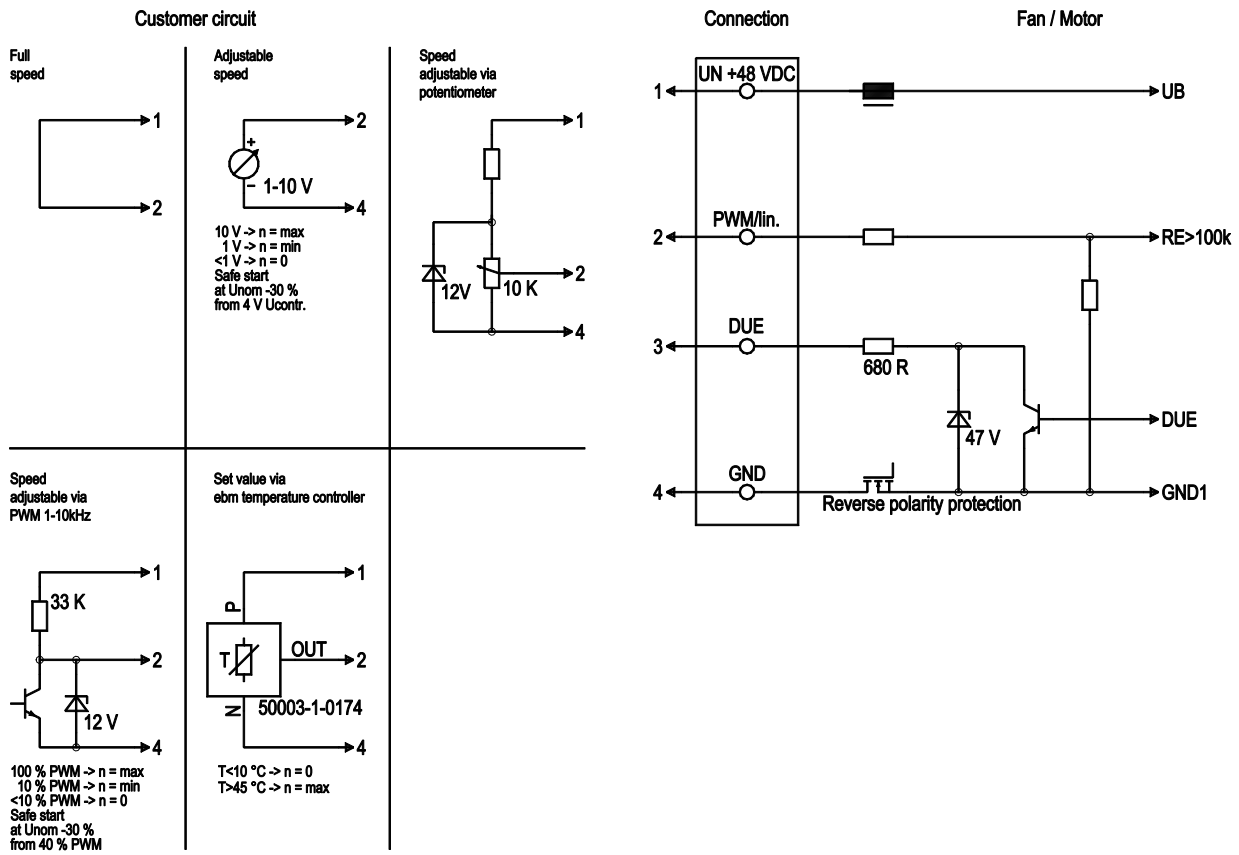 Customer circuit
Connection
Fan / Motor
Full
speed
1
2
Adjustable
speed
2
+
– 1-10 V
4
10 V -> n = max
1 V -> n = min
<1 V -> n = 0
Safe start
at Unom -30 %
from 4 V Ucontr.
Speed
adjustable via
potentiometer
1
12V
10 K
2
4
Speed
adjustable via
PWM 1-10kHz
1
33 K
2
12 V
4
100 % PWM -> n = max
10 % PWM -> n = min
<10 % PWM -> n = 0
Safe start
at Unom -30 %
from 40 % PWM
Set value via
ebm temperature controller
1
P
T
OUT
2
N
50003-1-0174
4
T<10 °C -> n = 0
T>45 °C -> n = max
UN +48 VDC
1
UB
PWM/lin.
2
RE>100k
DUE
3
680 R
47 V
DUE
GND
4
GND1
Reverse polarity protection